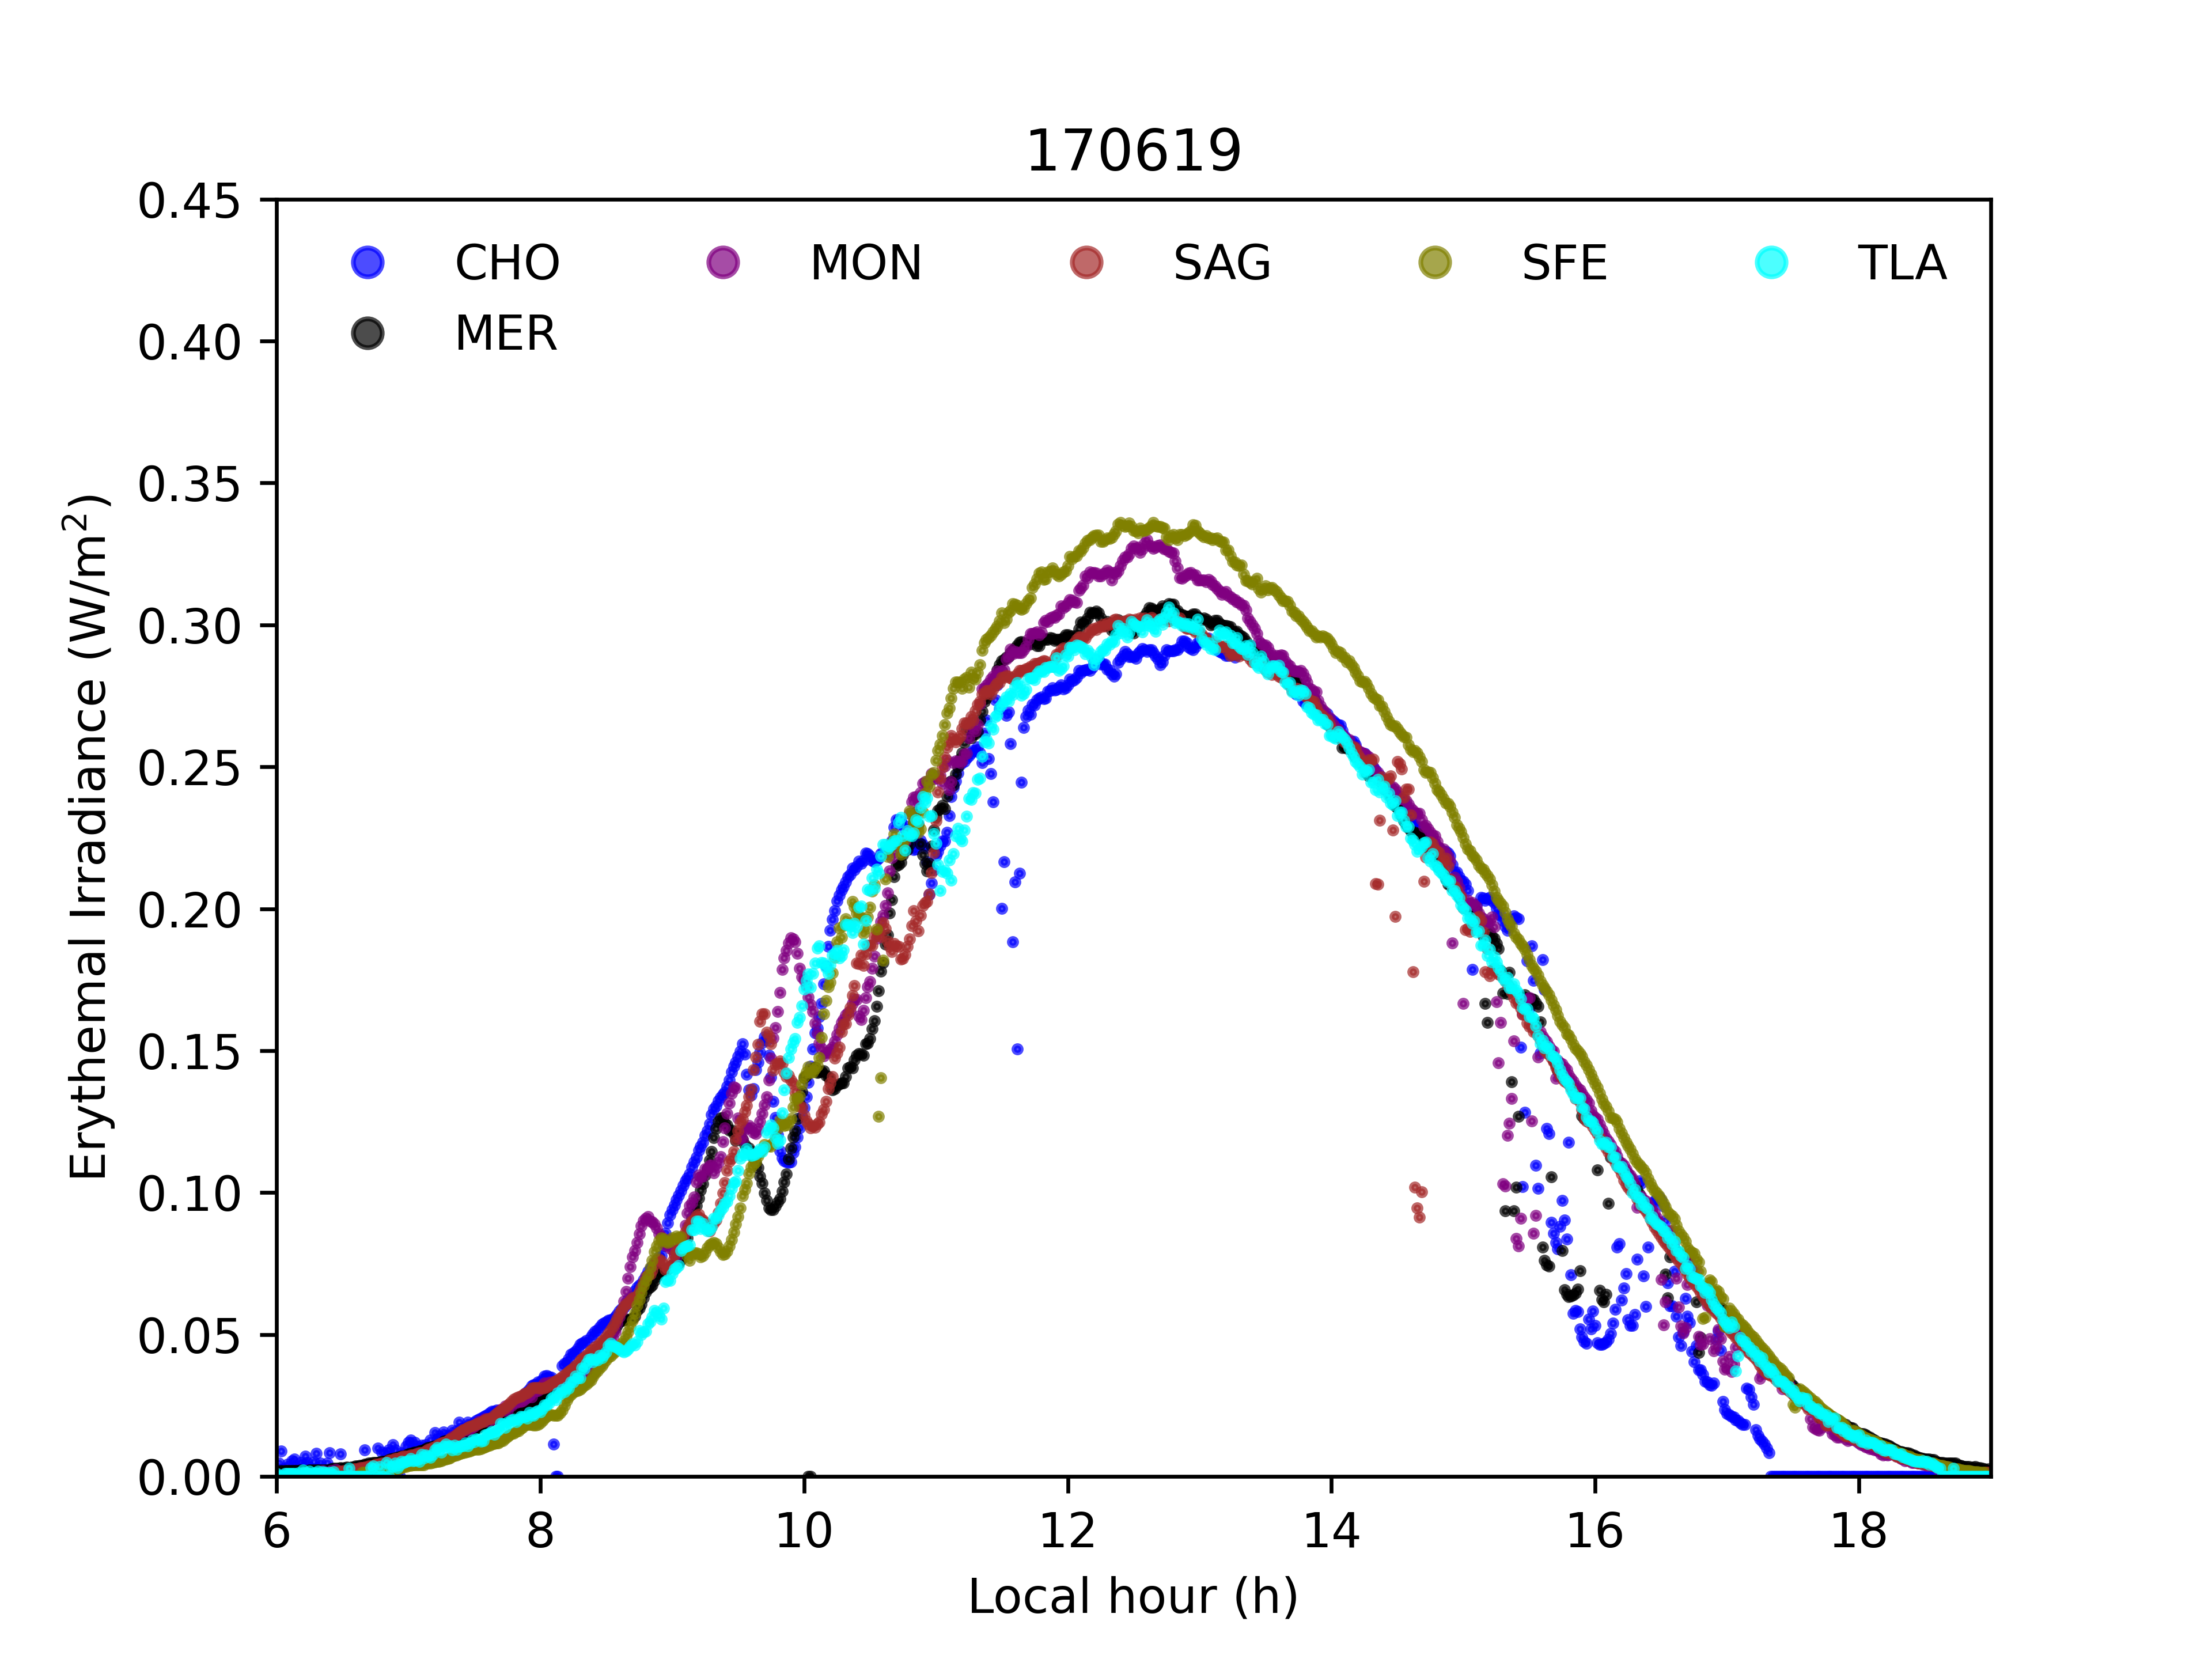 170619
0.45
0.40
0.35
0.30
0.25
0.20
0.15
0.10
0.05
0.00
Erythemal Irradiance (W/m²)
CHO MON SAG SFE TLA
MER
6 8 10 12 14 16 18
Local hour (h)